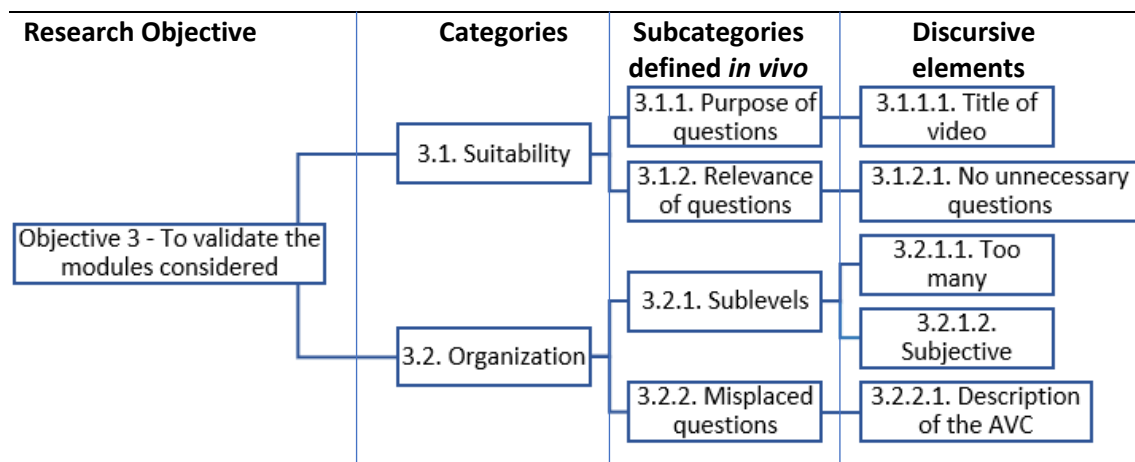 Research Objective
Categories
Subcategories
defined in vivo
Discursive
elements
Objective 3 - To validate the
modules considered
3.1. Suitability
3.1.1. Purpose of
questions
3.1.1.1. Title of
video
3.1.2. Relevance
of questions
3.1.2.1. No unnecessary
questions
3.2. Organization
3.2.1. Sublevels
3.2.1.1. Too
many
3.2.1.2.
Subjective
3.2.2. Misplaced
questions
3.2.2.1. Description
of the AVC